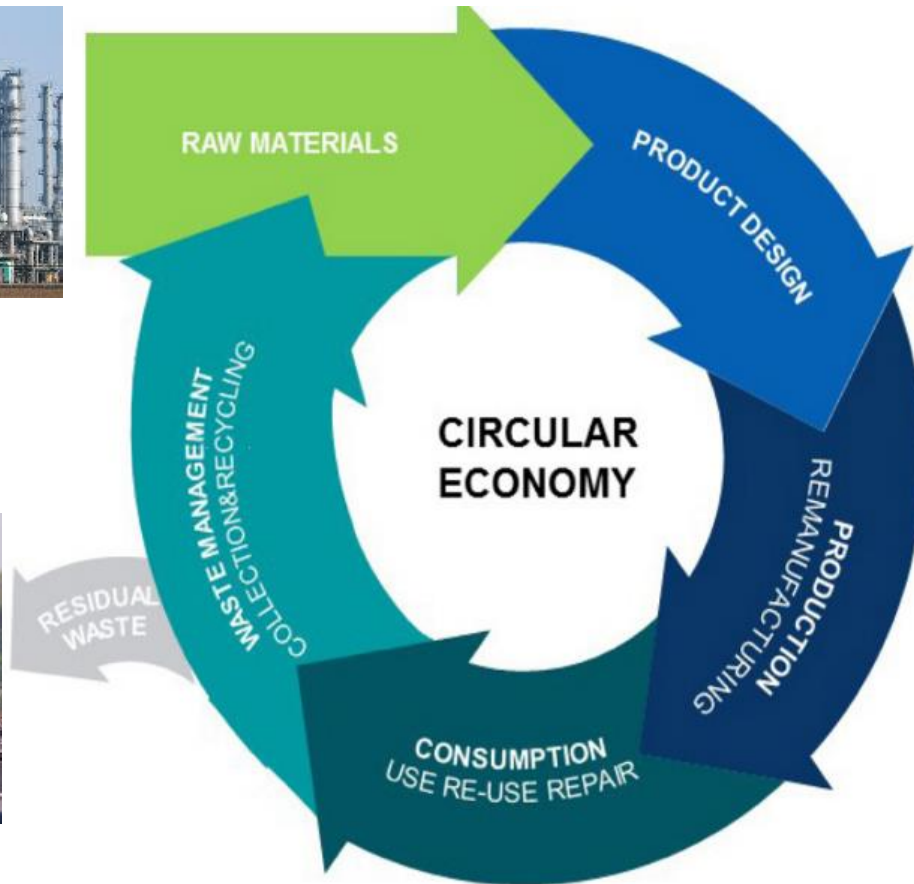 RAW MATERIALS
PRODUCT DESIGN
PRODUCTION
REMANUFACTURING
CONSUMPTION
USE RE-USE REPAIR
WASTE MANAGEMENT
COLLECTION&RECYCLING
RESIDUAL
WASTE
CIRCULAR
ECONOMY